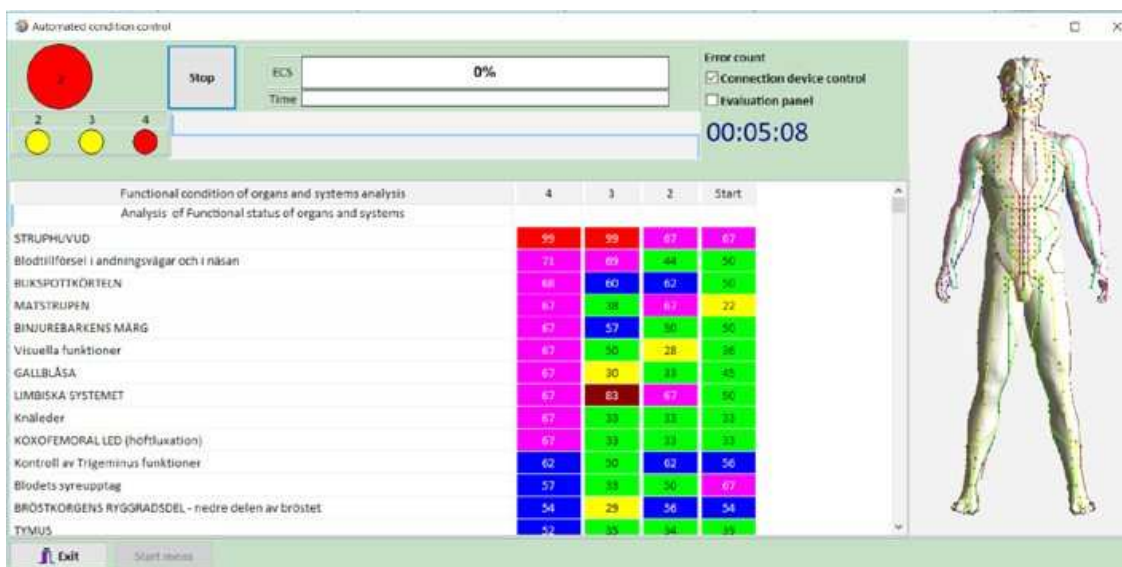 Automated condition control
2
Stop
ECS 0%
Time
Error count
Connection device control
Evaluation panel
00:05:08
2 3 4
Functional condition of organs and systems analysis 4 3 2 Start
Analysis of Functional status of organs and systems
STRUPHUVUD 99 99 67 67
Blodtillförsel i andningsvägar och i näsan 71 69 44 50
BUKSPOTTKÖRTELN 68 60 62 50
MATSTRUPEN 67 38 67 22
BINJUREBARKENS MÄRG 67 57 50 50
Visuella funktioner 67 50 28 36
GALLBLÅSA 67 30 33 45
LIMBISKA SYSTEMET 67 83 67 50
Knäleder 67 33 33 33
KOXOFEMORAL LED (höftluxation) 67 33 33 33
Kontroll av Trigeminus funktioner 62 50 62 56
Blodets syreupptag 57 33 50 67
BRÖSTKORGENS RYGGRADSDEL - nedre delen av bröstet 54 29 56 54
TYMUS 52 35 34 39
Exit
Start meas